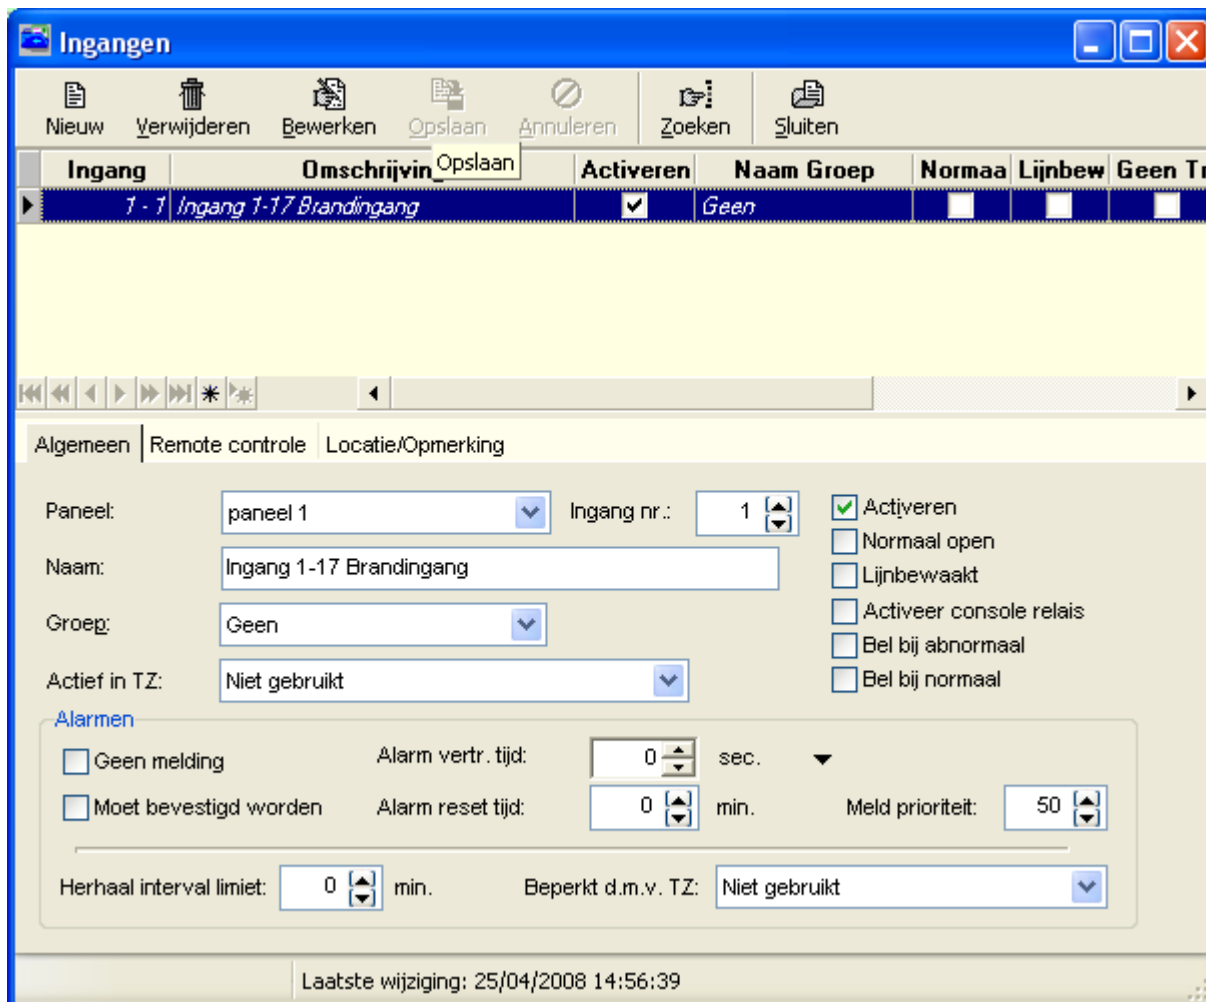 Ingangen
Nieuw Verwijderen Bewerken Opslaan Annuleren Zoeken Sluiten
Opslaan
Ingang Activeren Naam Groep Normaa Lijnbew Geen
1 - 1 Ingang 1-17 Brandingang Geen
Algemeen Remote controle Locatie/Opmerking
Paneel: paneel 1 Ingang nr.: 1 Activeren
Normaal open
Naam: Ingang 1-17 Brandingang Lijnbewaakt
Groep: Geen Activeer console relais
Bel bij abnormaal
Actief in TZ: Niet gebruikt Bel bij normaal
Alarmen
Geen melding Alarm vertr. tijd: 0 sec.
Moet bevestigd worden Alarm reset tijd: 0 min. Meld prioriteit: 50
Herhaal interval limiet: 0 min. Beperkt d.m.v. TZ: Niet gebruikt
Laatste wijziging: 25/04/2008 14:56:39